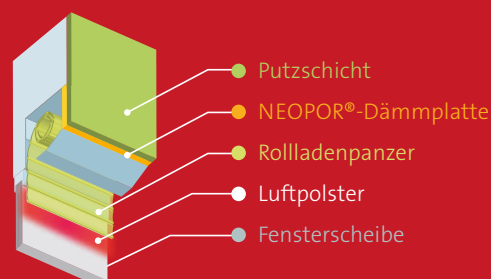 Putzschicht
NEOPOR®-Dämmplatte
Rollladenpanzer
Luftpolster
Fensterscheibe